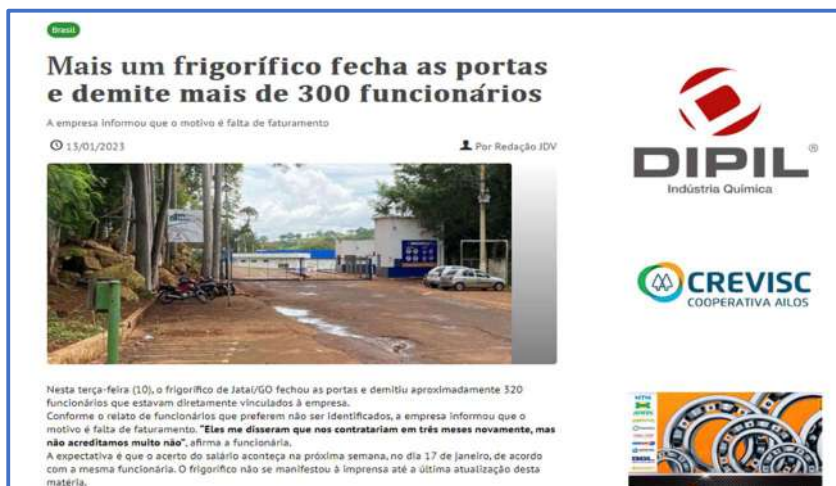 Brasil
Mais um frigorífico fecha as portas
e demite mais de 300 funcionários
A empresa informou que o motivo é falta de faturamento
13/01/2023
Por Redação JDV
Nesta terça-feira (10), o frigorífico de Jataí/GO fechou as portas e demitiu aproximadamente 320
funcionários que estavam diretamente vinculados à empresa.
Conforme o relato de funcionários que preferem não ser identificados, a empresa informou que o
motivo é falta de faturamento. "Eles me disseram que nos contratariam em três meses novamente, mas
não acreditamos muito não", afirma a funcionária.
A expectativa é que o acerto do salário aconteça na próxima semana, no dia 17 de janeiro, de acordo
com a mesma funcionária. O frigorífico não se manifestou à imprensa até a última atualização desta
matéria.
DIPIL®
Indústria Química
CREVISC
COOPERATIVA AILOS